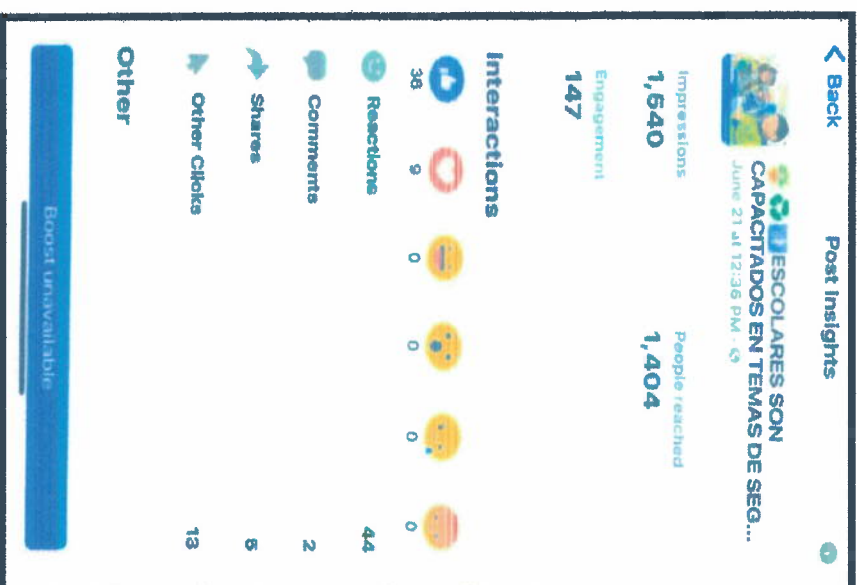 Back
Post Insights
ESCOLARES SON
CAPACITADOS EN TEMAS DE SEG...
June 21 at 12:36 PM
Impressions
1,640
People reached
1,404
Engagement
147
Interactions
38 9 0 0 0 0
Reactions 44
Comments 2
Shares 5
Other Clicks 13
Other
Boost unavailable